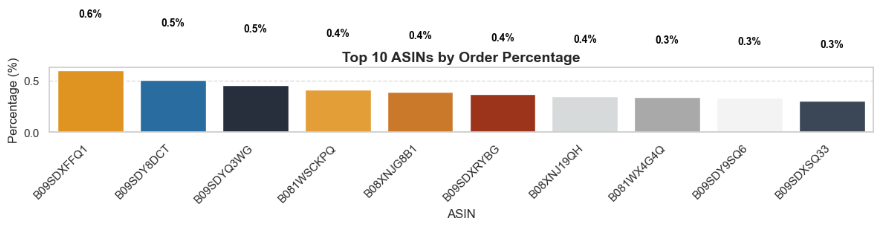 0.6%
0.5%
0.5%
0.4%
0.4%
0.4%
0.4%
0.3%
0.3%
0.3%
Top 10 ASINs by Order Percentage
Percentage (%)
0.5
0.0
B09SDXFFQ1
B09SDY8DCT
B09SDYQ3WG
B081WSCKPQ
B08XNJG8B1
B09SDXRYBG
B08XNJ19QH
B081WX4G4Q
B09SDY9SQ6
B09SDXSQ33
ASIN